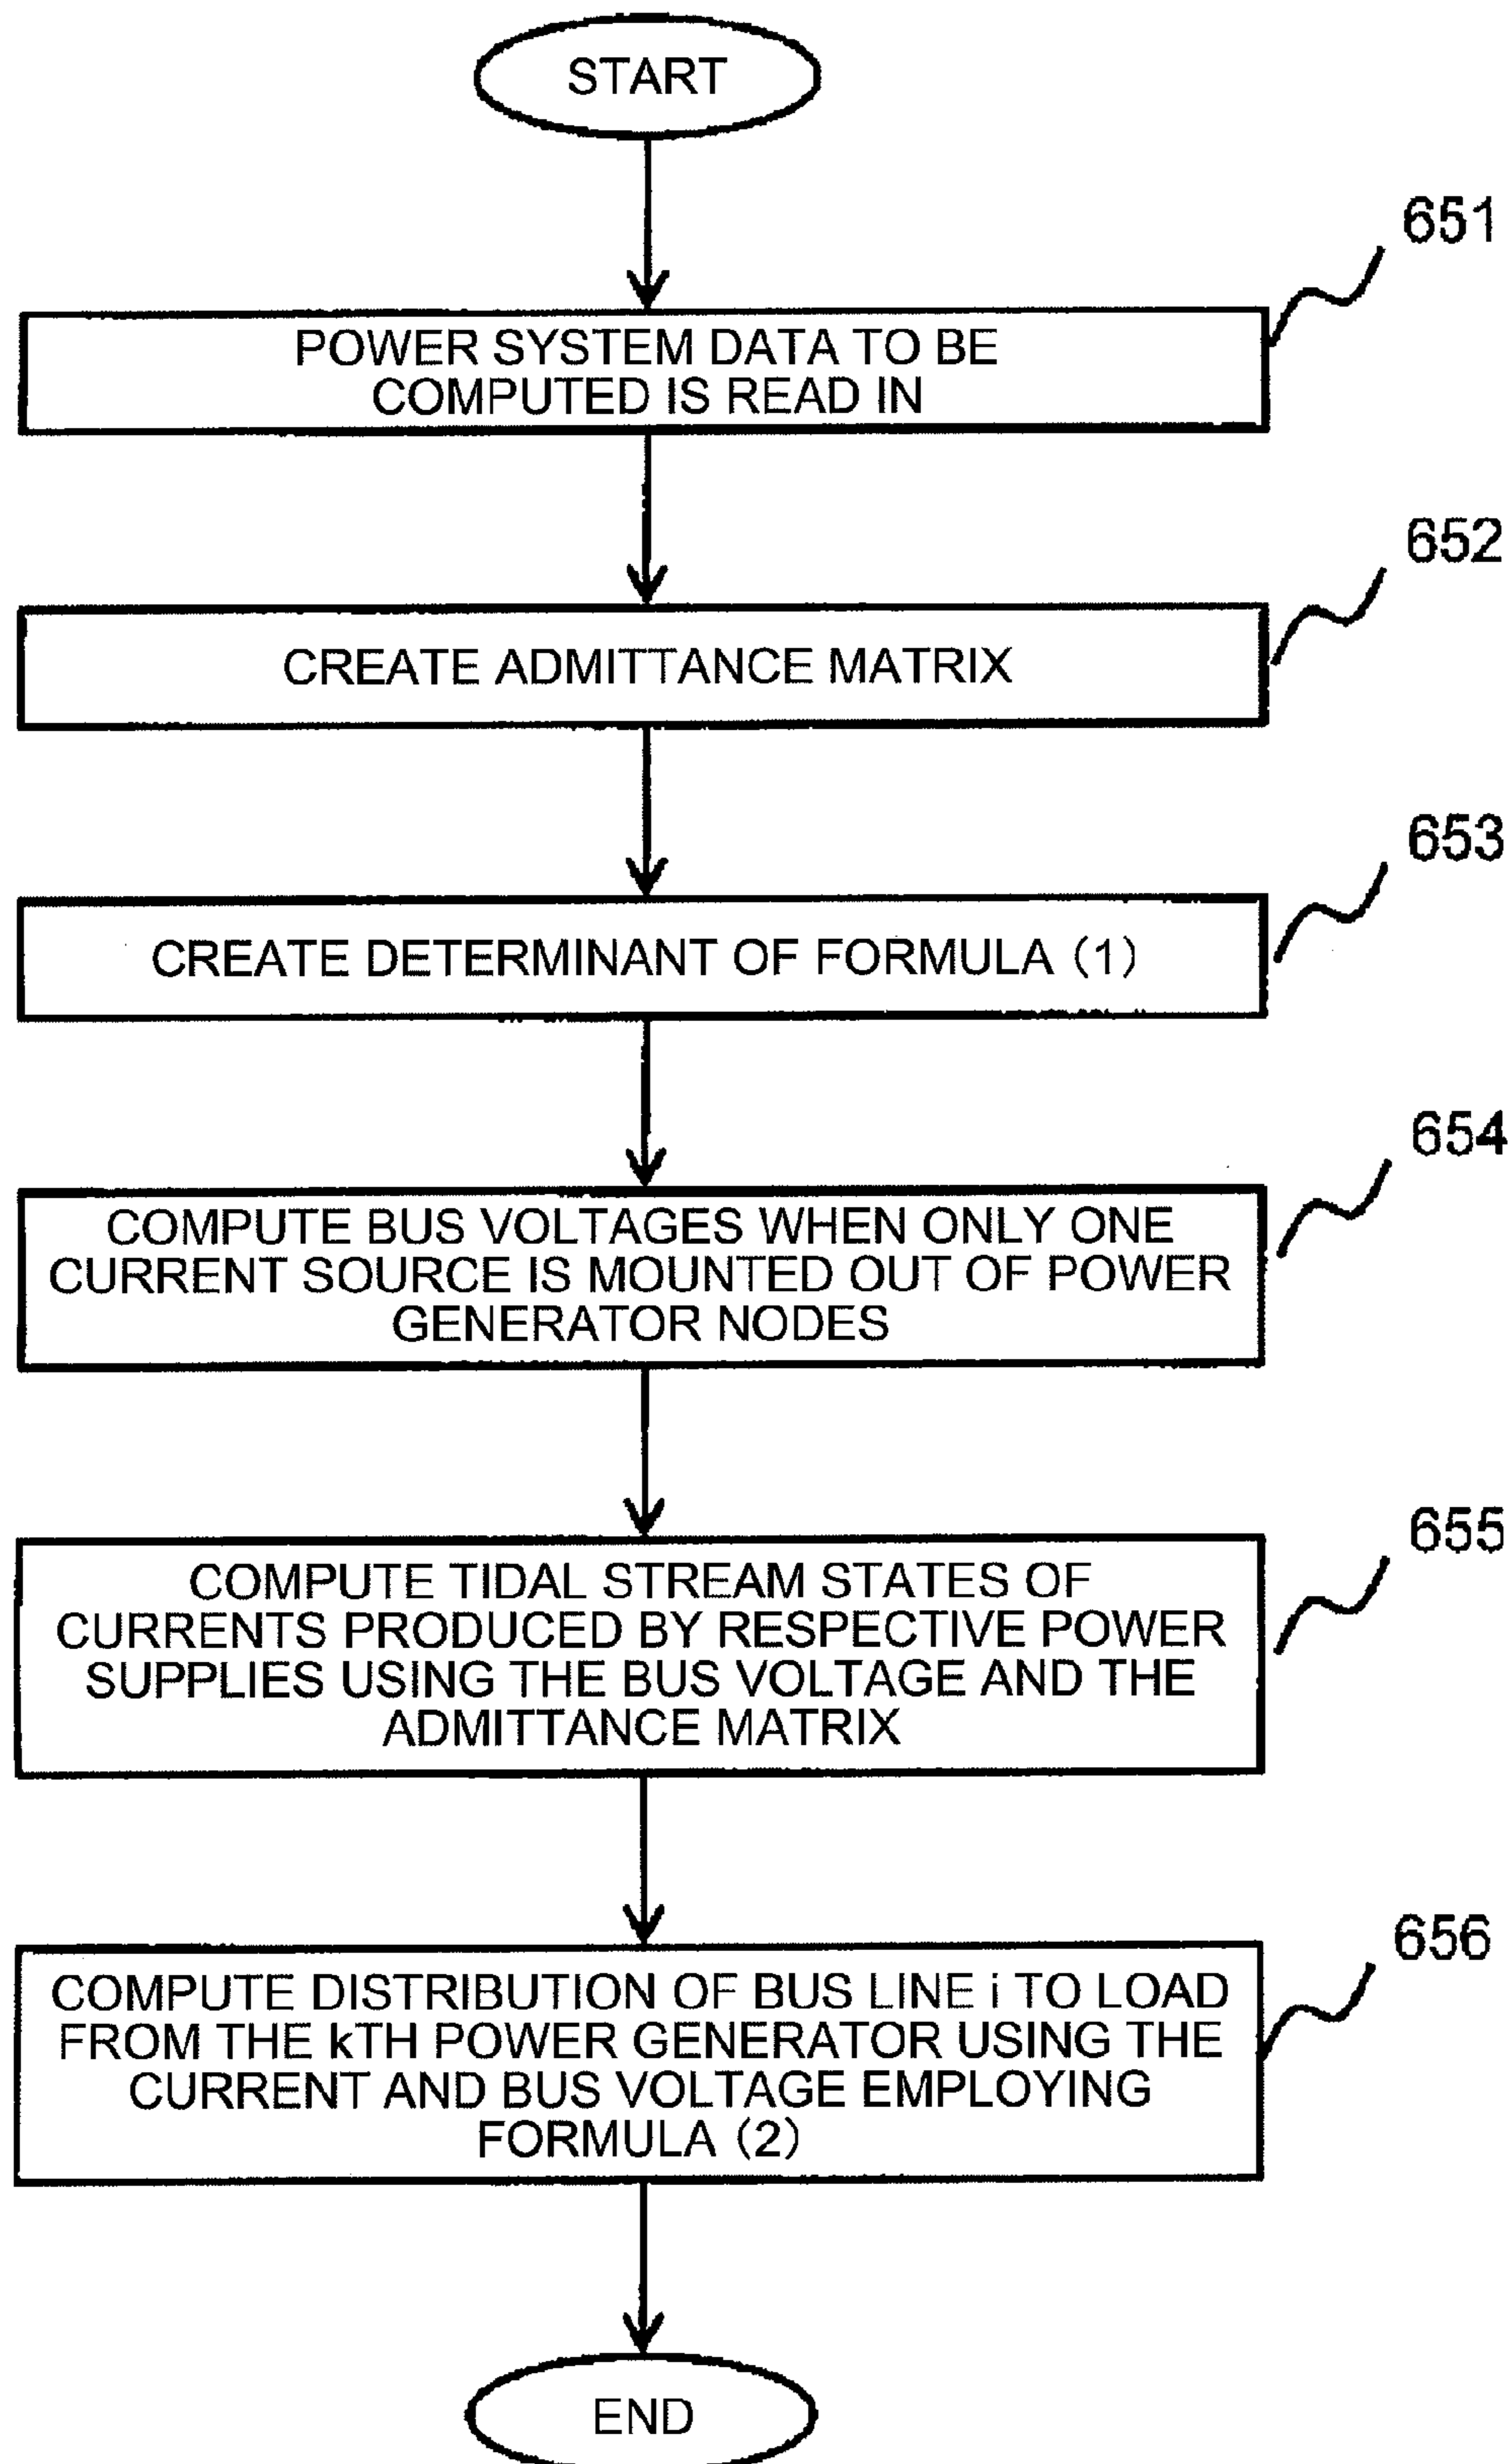 START
651
POWER SYSTEM DATA TO BE
COMPUTED IS READ IN
652
CREATE ADMITTANCE MATRIX
653
CREATE DETERMINANT OF FORMULA (1)
654
COMPUTE BUS VOLTAGES WHEN ONLY ONE
CURRENT SOURCE IS MOUNTED OUT OF POWER
GENERATOR NODES
655
COMPUTE TIDAL STREAM STATES OF
CURRENTS PRODUCED BY RESPECTIVE POWER
SUPPLIES USING THE BUS VOLTAGE AND THE
ADMITTANCE MATRIX
656
COMPUTE DISTRIBUTION OF BUS LINE i TO LOAD
FROM THE kTH POWER GENERATOR USING THE
CURRENT AND BUS VOLTAGE EMPLOYING
FORMULA (2)
END